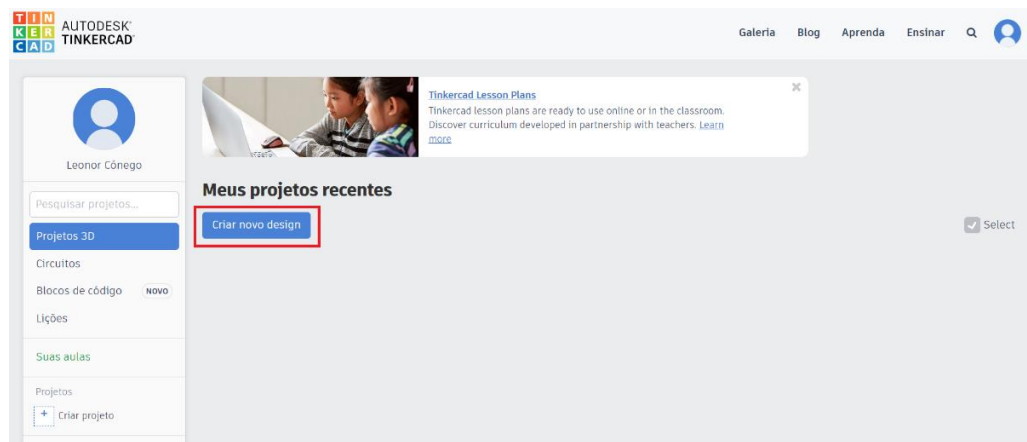 TIN
KER
CAD
AUTODESK®
TINKERCAD®
Galeria Blog Aprenda Ensinar
Leonor Cónego
Pesquisar projetos...
Projetos 3D
Circuitos
Blocos de código NOVO
Lições
Suas aulas
Projetos
+ Criar projeto
Tinkercad Lesson Plans
Tinkercad lesson plans are ready to use online or in the classroom.
Discover curriculum developed in partnership with teachers. Learn
more
Meus projetos recentes
Criar novo design
Select